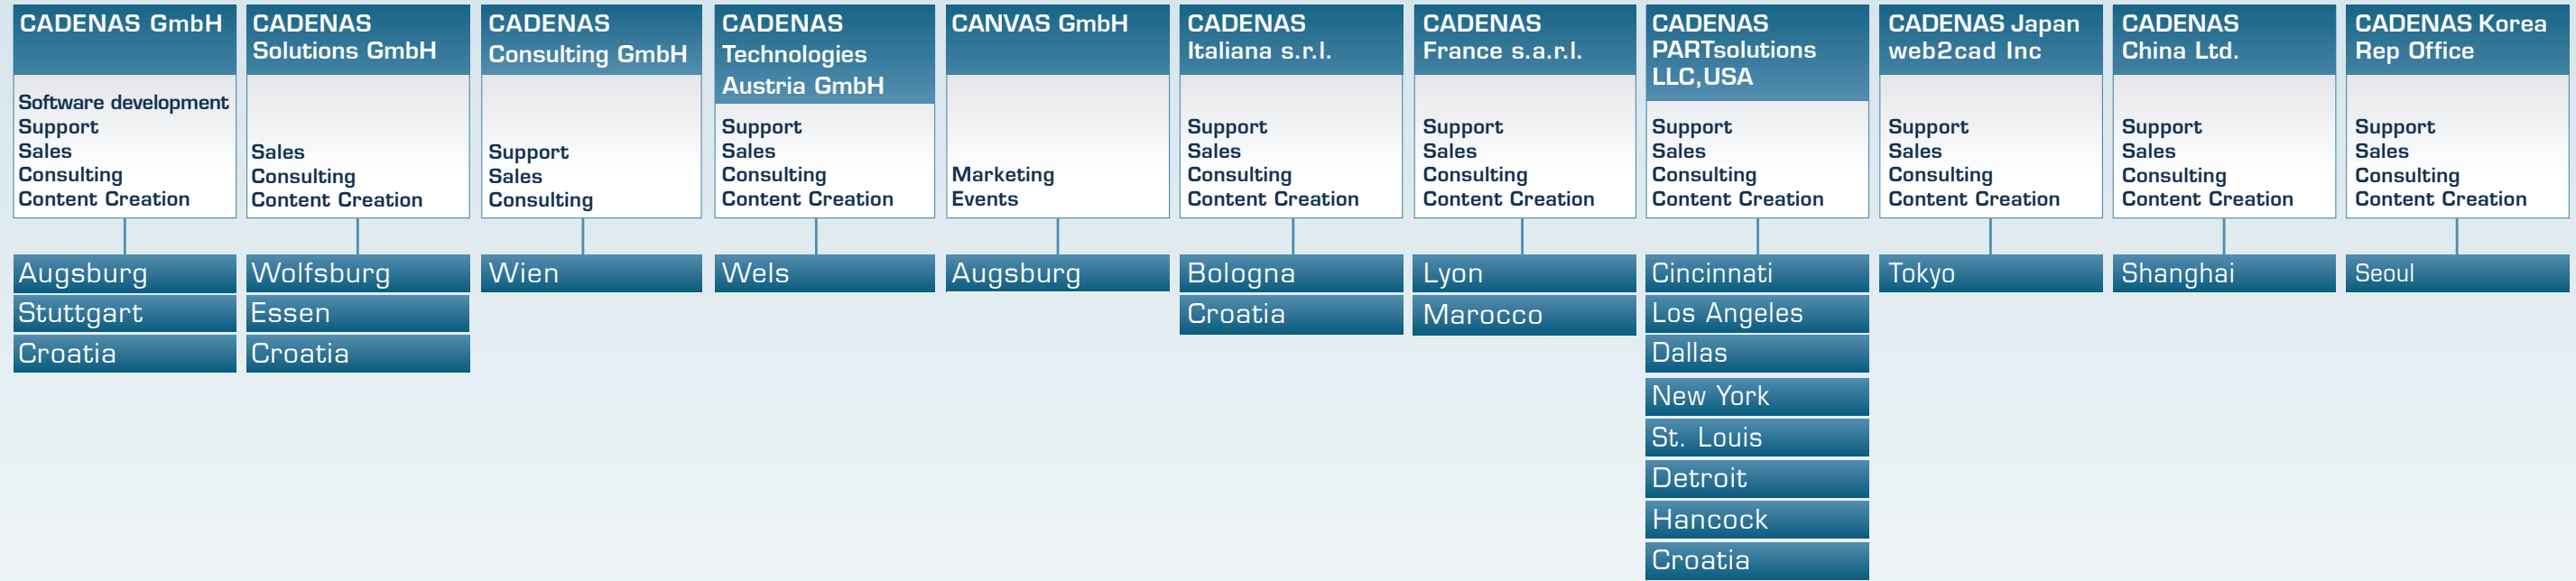 CADENAS GmbH
Software development
Support
Sales
Consulting
Content Creation
Augsburg
Stuttgart
Croatia
CADENAS
Solutions GmbH
Sales
Consulting
Content Creation
Wolfsburg
Essen
Croatia
CADENAS
Consulting GmbH
Support
Sales
Consulting
Wien
CADENAS
Technologies
Austria GmbH
Support
Sales
Consulting
Content Creation
Wels
CANVAS GmbH
Marketing
Events
Augsburg
CADENAS
Italiana s.r.l.
Support
Sales
Consulting
Content Creation
Bologna
Croatia
CADENAS
France s.a.r.l.
Support
Sales
Consulting
Content Creation
Lyon
Marocco
CADENAS
PARTsolutions
LLC,USA
Support
Sales
Consulting
Content Creation
Cincinnati
Los Angeles
Dallas
New York
St. Louis
Detroit
Hancock
Croatia
CADENAS Japan
web2cad Inc
Support
Sales
Consulting
Content Creation
Tokyo
CADENAS
China Ltd.
Support
Sales
Consulting
Content Creation
Shanghai
CADENAS Korea
Rep Office
Support
Sales
Consulting
Content Creation
Seoul